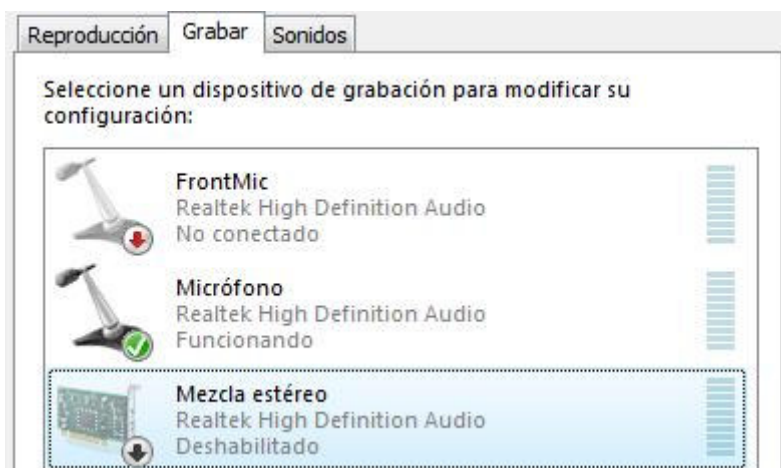 Reproducción Grabar Sonidos
Seleccione un dispositivo de grabación para modificar su
configuración:
FrontMic
Realtek High Definition Audio
No conectado
Micrófono
Realtek High Definition Audio
Funcionando
Mezcla estéreo
Realtek High Definition Audio
Deshabilitado